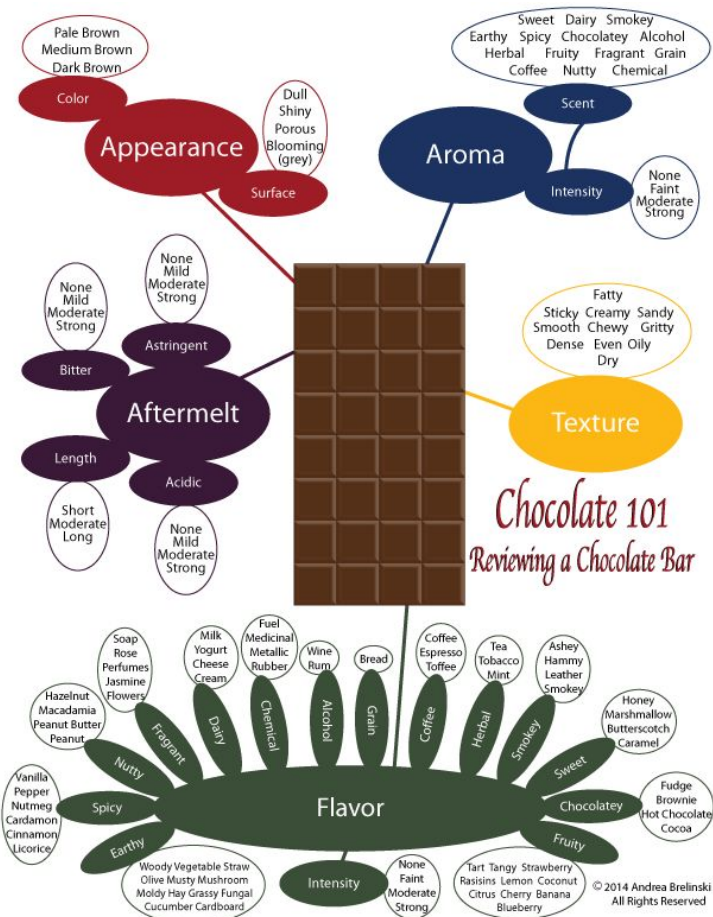 Pale Brown
Medium Brown
Dark Brown
Color
Appearance
Dull
Shiny
Porous
Blooming
(grey)
Surface
Sweet Dairy Smokey
Earthy Spicy Chocolatey Alcohol
Herbal Fruity Fragrant Grain
Coffee Nutty Chemical
Scent
Aroma
Intensity
None
Faint
Moderate
Strong
None
Mild
Moderate
Strong
Bitter
None
Mild
Moderate
Strong
Astringent
Aftermelt
Length
Short
Moderate
Long
Acidic
None
Mild
Moderate
Strong
Fatty
Sticky Creamy Sandy
Smooth Chewy Gritty
Dense Even Oily
Dry
Texture
Chocolate 101
Reviewing a Chocolate Bar
Woody Vegetable Straw
Olive Musty Mushroom
Moldy Hay Grassy Fungal
Cucumber Cardboard
Earthy
Vanilla
Pepper
Nutmeg
Cardamon
Cinnamon
Licorice
Spicy
Hazelnut
Macadamia
Peanut Butter
Peanut
Nutty
Soap
Rose
Perfumes
Jasmine
Flowers
Fragrant
Milk
Yogurt
Cheese
Cream
Dairy
Fuel
Medicinal
Metallic
Rubber
Chemical
Wine
Rum
Alcohol
Bread
Grain
Coffee
Espresso
Toffee
Coffee
Tea
Tobacco
Mint
Herbal
Ashey
Hammy
Leather
Smokey
Smokey
Honey
Marshmallow
Butterscotch
Caramel
Sweet
Fudge
Brownie
Hot Chocolate
Cocoa
Chocolatey
Fruity
Tart Tangy Strawberry
Rasisins Lemon Coconut
Citrus Cherry Banana
Blueberry
Flavor
Intensity
None
Faint
Moderate
Strong
© 2014 Andrea Brelinski
All Rights Reserved